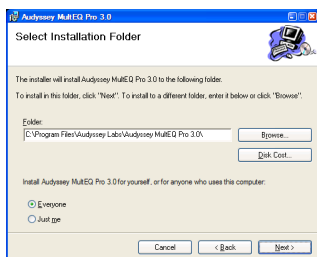 Audyssey MultEQ Pro 3.0
Select Installation Folder
The installer will install Audyssey MultEQ Pro 3.0 to the following folder.
To install in this folder, click "Next". To install to a different folder, enter it below or click "Browse".
Folder:
C:\Program Files\Audyssey Labs\Audyssey MultEQ Pro 3.0\
Browse...
Disk Cost...
Install Audyssey MultEQ Pro 3.0 for yourself, or for anyone who uses this computer:
Everyone
Just me
Cancel
< Back
Next >